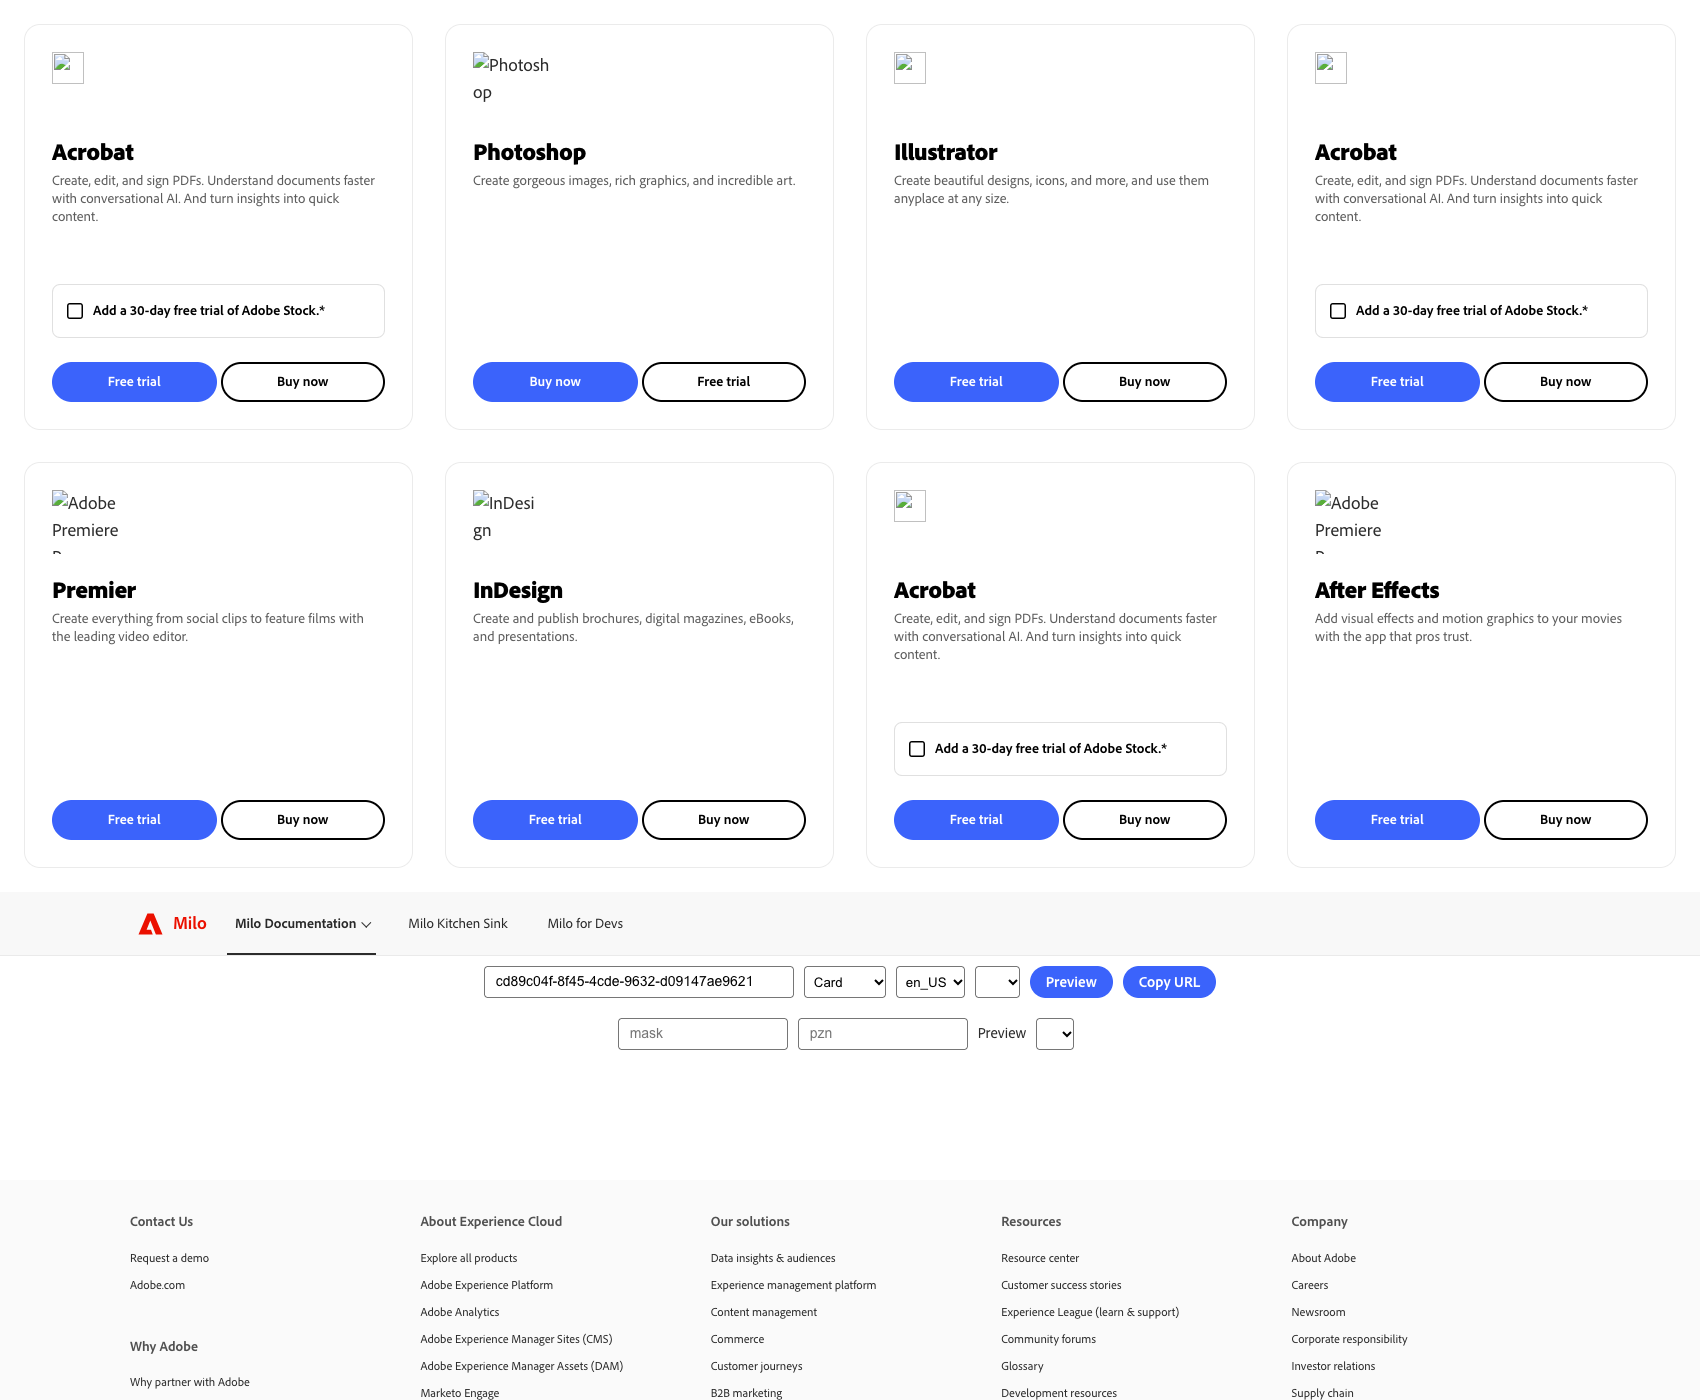 Acrobat
Create, edit, and sign PDFs. Understand documents faster
with conversational AI. And turn insights into quick
content.
Add a 30-day free trial of Adobe Stock.*
Free trial
Buy now
Photosh
op
Photoshop
Create gorgeous images, rich graphics, and incredible art.
Buy now
Free trial
Illustrator
Create beautiful designs, icons, and more, and use them
anyplace at any size.
Free trial
Buy now
Acrobat
Create, edit, and sign PDFs. Understand documents faster
with conversational AI. And turn insights into quick
content.
Add a 30-day free trial of Adobe Stock.*
Free trial
Buy now
Adobe
Premiere
Premier
Create everything from social clips to feature films with
the leading video editor.
Free trial
Buy now
InDesi
gn
InDesign
Create and publish brochures, digital magazines, eBooks,
and presentations.
Free trial
Buy now
Acrobat
Create, edit, and sign PDFs. Understand documents faster
with conversational AI. And turn insights into quick
content.
Add a 30-day free trial of Adobe Stock.*
Free trial
Buy now
Adobe
Premiere
After Effects
Add visual effects and motion graphics to your movies
with the app that pros trust.
Free trial
Buy now
Milo
Milo Documentation
Milo Kitchen Sink
Milo for Devs
cd89c04f-8f45-4cde-9632-d09147ae9621
Card
en_US
Preview
Copy URL
mask
pzn
Preview
Contact Us
Request a demo
Adobe.com
Why Adobe
Why partner with Adobe
About Experience Cloud
Explore all products
Adobe Experience Platform
Adobe Analytics
Adobe Experience Manager Sites (CMS)
Adobe Experience Manager Assets (DAM)
Marketo Engage
Our solutions
Data insights & audiences
Experience management platform
Content management
Commerce
Customer journeys
B2B marketing
Resources
Resource center
Customer success stories
Experience League (learn & support)
Community forums
Glossary
Development resources
Company
About Adobe
Careers
Newsroom
Corporate responsibility
Investor relations
Supply chain